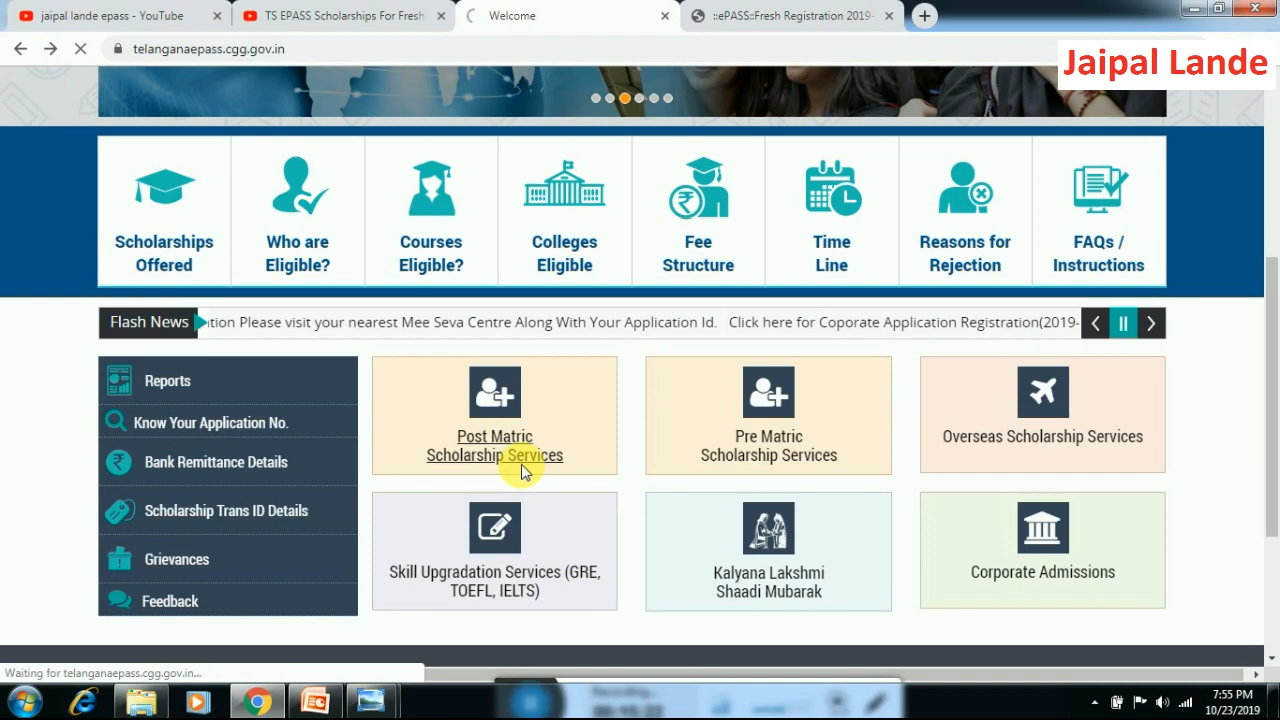 jaipal lande epass - YouTube
TS EPASS Scholarships For Fresh
Welcome
::ePASS::Fresh Registration 2019-
telanganaepass.cgg.gov.in
Jaipal Lande
Scholarships
Offered
Who are
Eligible?
Courses
Eligible?
Colleges
Eligible
Fee
Structure
Time
Line
Reasons for
Rejection
FAQs /
Instructions
Flash News
tion Please visit your nearest Mee Seva Centre Along With Your Application Id. Click here for Coporate Application Registration(2019-
Reports
Know Your Application No.
Bank Remittance Details
Scholarship Trans ID Details
Grievances
Feedback
Post Matric
Scholarship Services
Pre Matric
Scholarship Services
Overseas Scholarship Services
Skill Upgradation Services (GRE,
TOEFL, IELTS)
Kalyana Lakshmi
Shaadi Mubarak
Corporate Admissions
Waiting for telanganaepass.cgg.gov.in...
Recording...
00:15:22
7:55 PM
10/23/2019